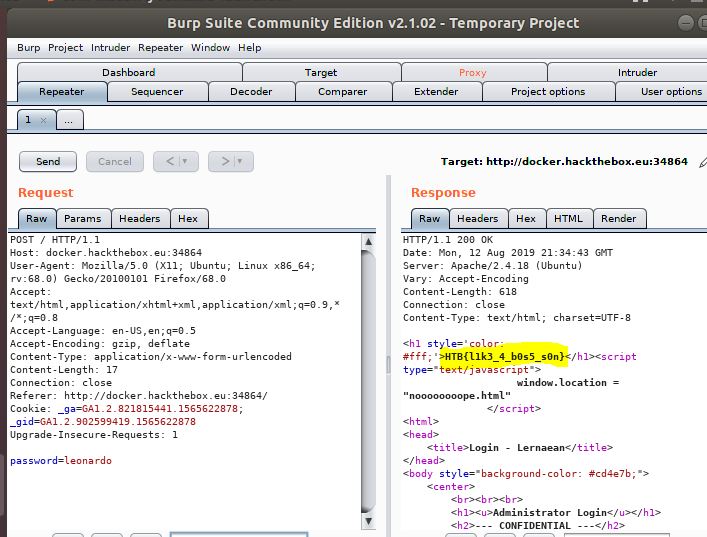 Burp Suite Community Edition v2.1.02 - Temporary Project
Burp Project Intruder Repeater Window Help
Dashboard Target Proxy Intruder
Repeater Sequencer Decoder Comparer Extender Project options User options
1 × ...
Send Cancel < > Target: http://docker.hackthebox.eu:34864
Request
Raw Params Headers Hex
POST / HTTP/1.1
Host: docker.hackthebox.eu:34864
User-Agent: Mozilla/5.0 (X11; Ubuntu; Linux x86_64;
rv:68.0) Gecko/20100101 Firefox/68.0
Accept:
text/html,application/xhtml+xml,application/xml;q=0.9,*
/*;q=0.8
Accept-Language: en-US,en;q=0.5
Accept-Encoding: gzip, deflate
Content-Type: application/x-www-form-urlencoded
Content-Length: 17
Connection: close
Referer: http://docker.hackthebox.eu:34864/
Cookie: _ga=GA1.2.821815441.1565622878;
_gid=GA1.2.902599419.1565622878
Upgrade-Insecure-Requests: 1
password=leonardo
Response
Raw Headers Hex HTML Render
HTTP/1.1 200 OK
Date: Mon, 12 Aug 2019 21:34:43 GMT
Server: Apache/2.4.18 (Ubuntu)
Vary: Accept-Encoding
Content-Length: 618
Connection: close
Content-Type: text/html; charset=UTF-8
<h1 style='color:
#fff;'>HTB{l1k3_4_b0s5_s0n}</h1><script
type="text/javascript">
window.location =
"noooooooope.html"
</script>
<html>
<head>
<title>Login - Lernaean</title>
</head>
<body style="background-color: #cd4e7b;">
<center>
<br><br><br>
<h1><u>Administrator Login</u></h1>
<h2>--- CONFIDENTIAL ---</h2>